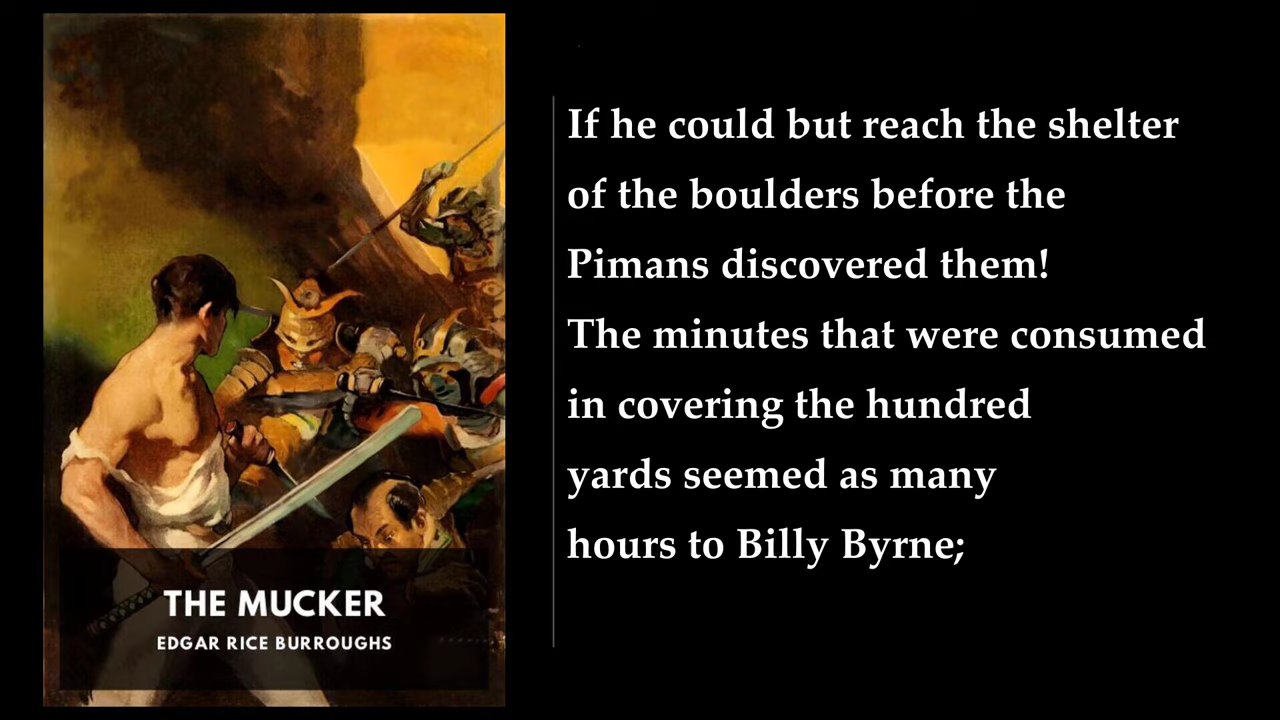 If he could but reach the shelter
of the boulders before the
Pimans discovered them!
The minutes that were consumed
in covering the hundred
yards seemed as many
hours to Billy Byrne;
THE MUCKER
EDGAR RICE BURROUGHS